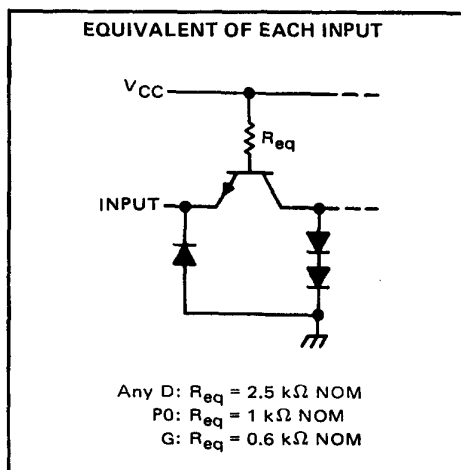 EQUIVALENT OF EACH INPUT
VCC
Req
INPUT
Any D: Req = 2.5 kΩ NOM
P0: Req = 1 kΩ NOM
G: Req = 0.6 kΩ NOM